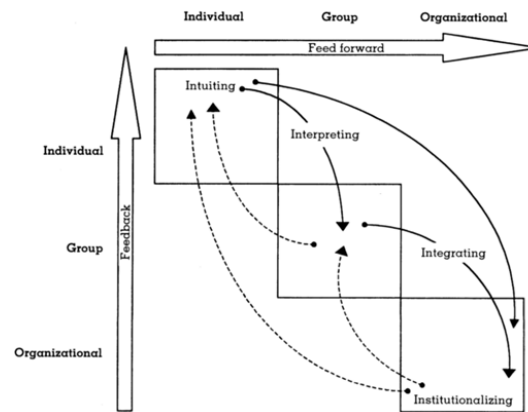 Individual Group Organizational
Feed forward
Intuiting
Interpreting
Individual
Feedback
Group
Integrating
Organizational
Institutionalizing